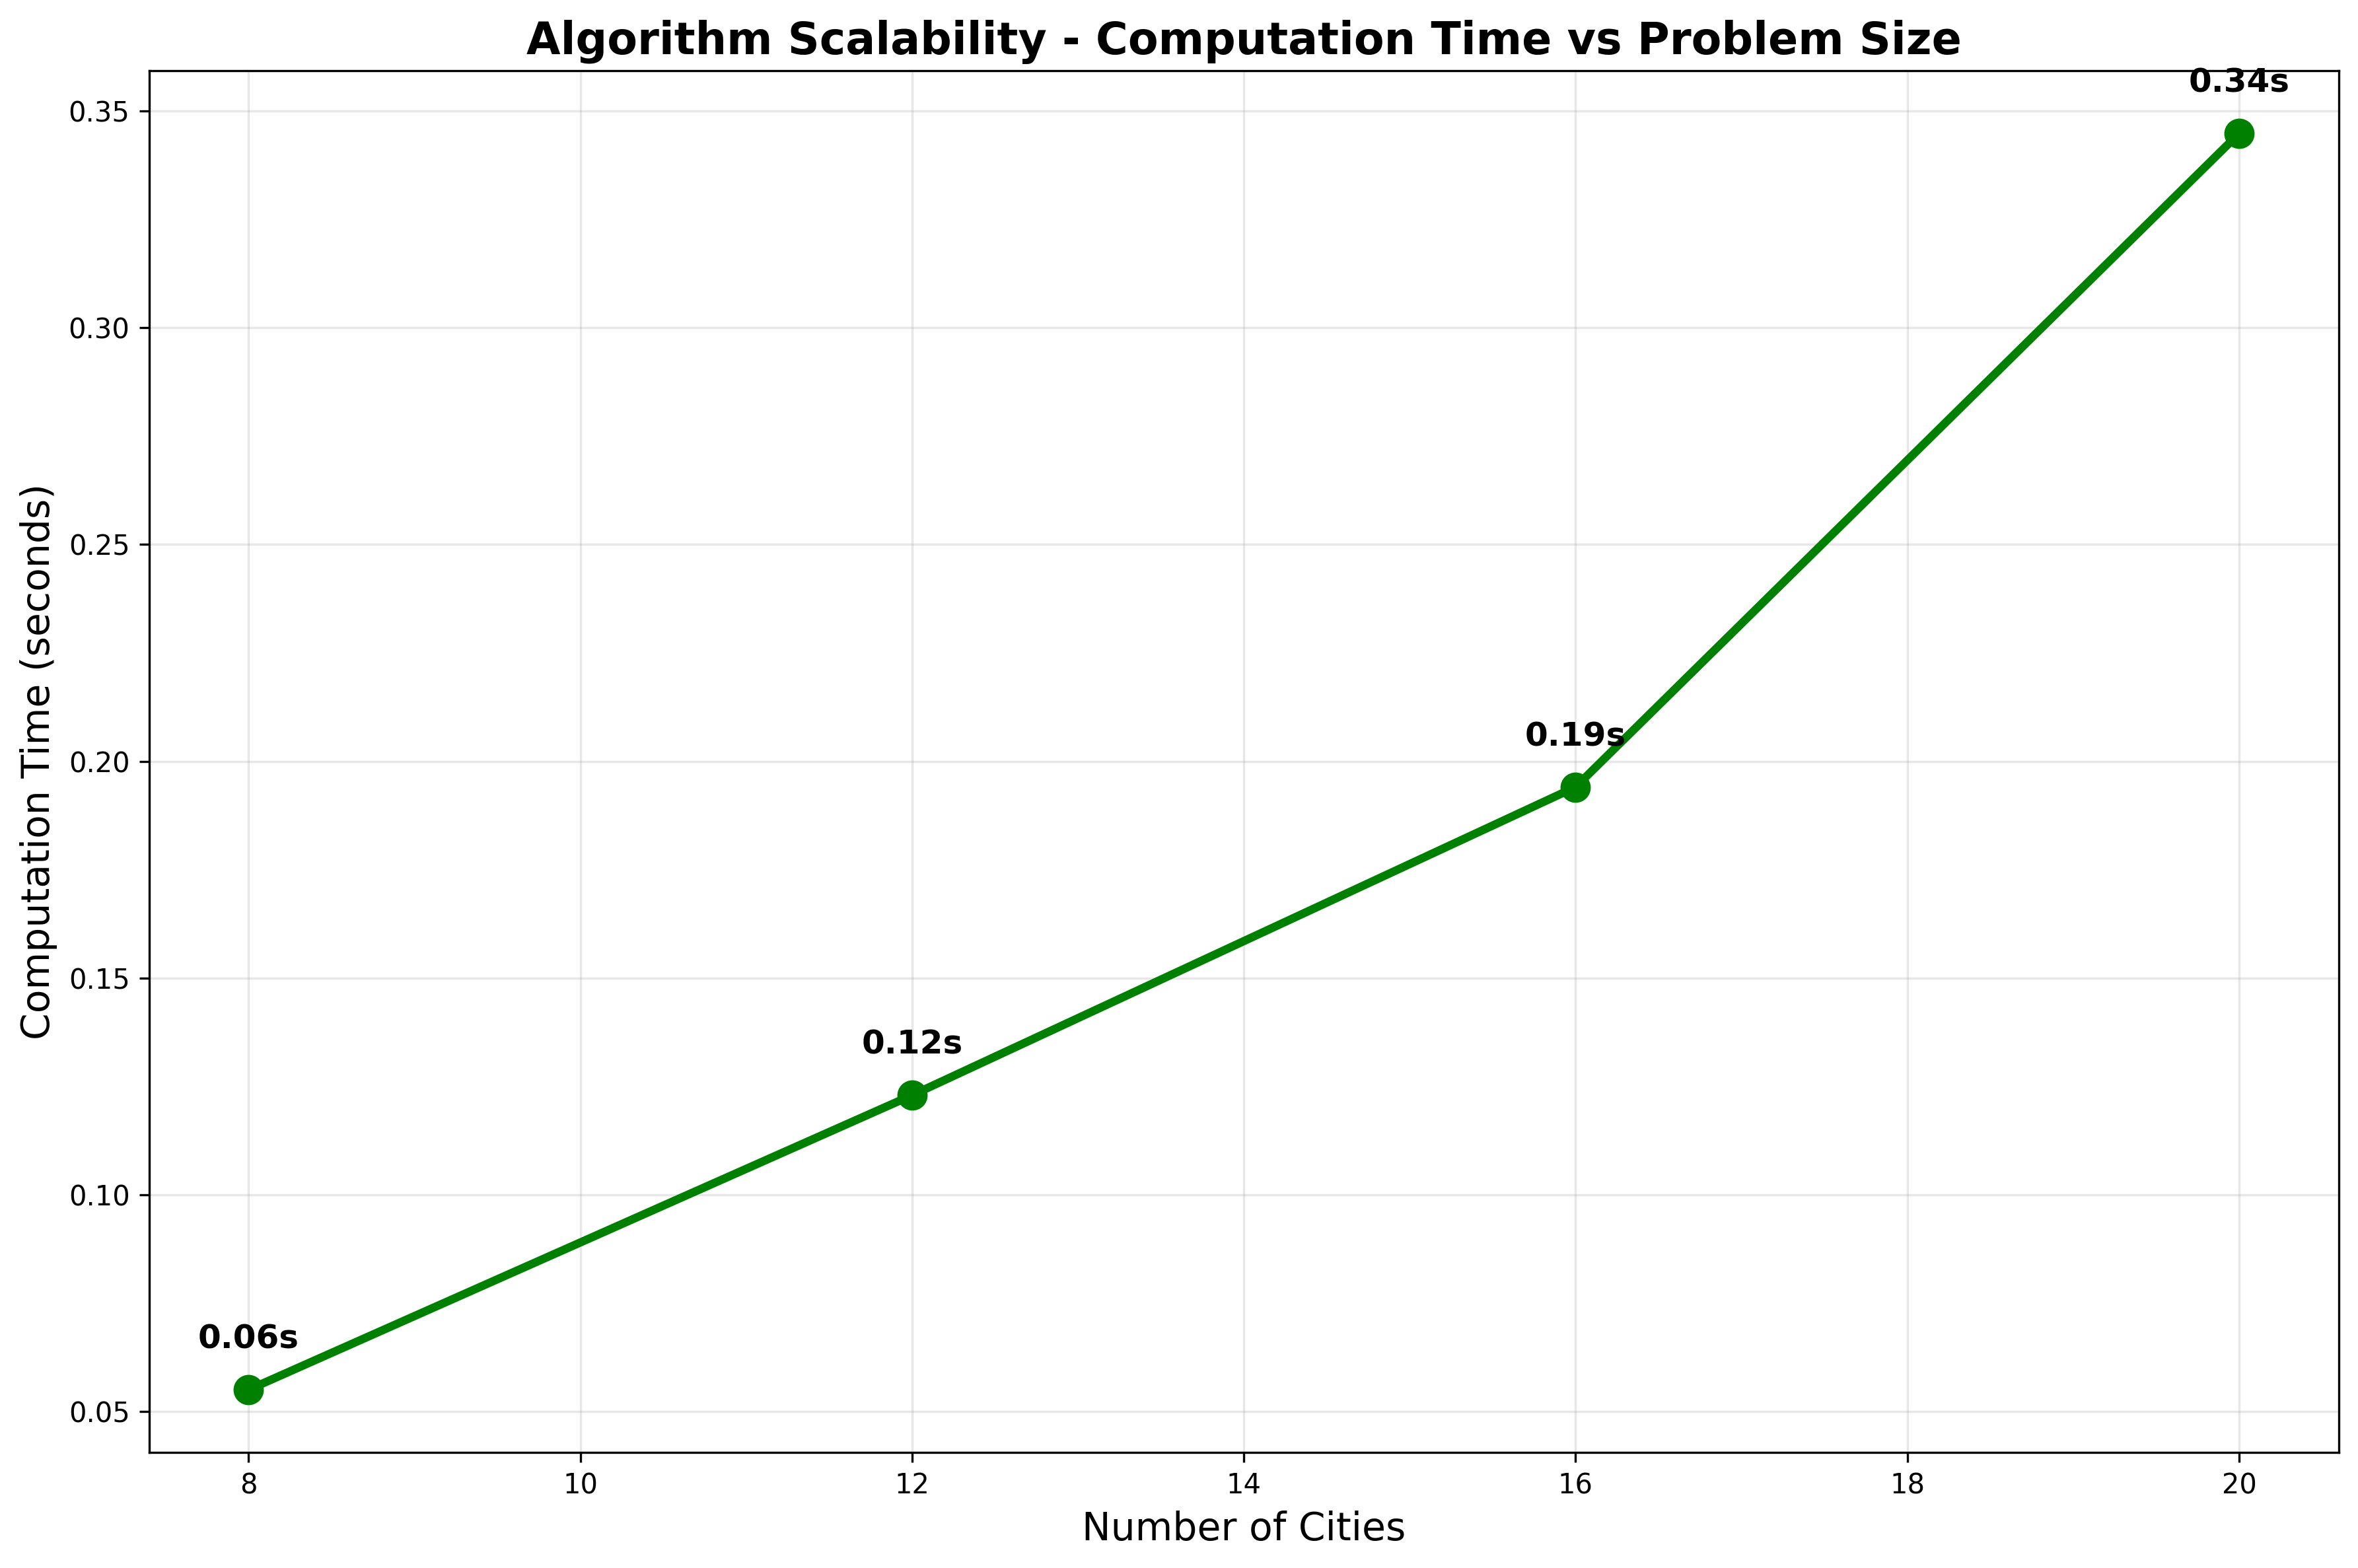 Algorithm Scalability - Computation Time vs Problem Size
0.34s
0.35
0.30
0.25
0.19s
0.20
0.15
0.12s
0.10
0.06s
0.05
Computation Time (seconds)
8 10 12 14 16 18 20
Number of Cities